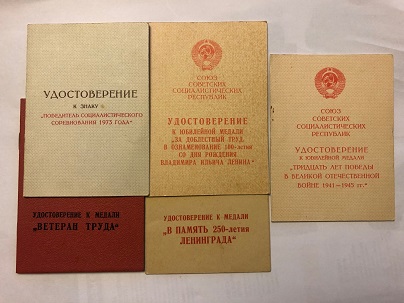 УДОСТОВЕРЕНИЕ
К ЗНАКУ
"ПОБЕДИТЕЛЬ СОЦИАЛИСТИЧЕСКОГО
СОРЕВНОВАНИЯ 1973 ГОДА"
СОЮЗ
СОВЕТСКИХ
СОЦИАЛИСТИЧЕСКИХ
РЕСПУБЛИК
УДОСТОВЕРЕНИЕ
К ЮБИЛЕЙНОЙ МЕДАЛИ
"ЗА ДОБЛЕСТНЫЙ ТРУД.
В ОЗНАМЕНОВАНИЕ 100-летия
СО ДНЯ РОЖДЕНИЯ
ВЛАДИМИРА ИЛЬИЧА ЛЕНИНА"
СОЮЗ
СОВЕТСКИХ
СОЦИАЛИСТИЧЕСКИХ
РЕСПУБЛИК
УДОСТОВЕРЕНИЕ
К ЮБИЛЕЙНОЙ МЕДАЛИ
"ТРИДЦАТЬ ЛЕТ ПОБЕДЫ
В ВЕЛИКОЙ ОТЕЧЕСТВЕННОЙ
ВОЙНЕ 1941—1945 гг."
УДОСТОВЕРЕНИЕ К МЕДАЛИ
„ВЕТЕРАН ТРУДА"
УДОСТОВЕРЕНИЕ К МЕДАЛИ
„В ПАМЯТЬ 250-летия
ЛЕНИНГРАДА"